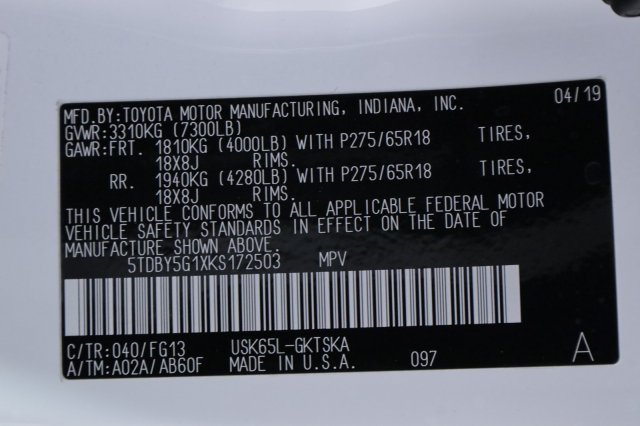 MFD.BY:TOYOTA MOTOR MANUFACTURING, INDIANA, INC. 04/19
GVWR:3310KG (7300LB)
GAWR:FRT. 1810KG (4000LB) WITH P275/65R18 TIRES,
18X8J RIMS.
RR. 1940KG (4280LB) WITH P275/65R18 TIRES,
18X8J RIMS.
THIS VEHICLE CONFORMS TO ALL APPLICABLE FEDERAL MOTOR
VEHICLE SAFETY STANDARDS IN EFFECT ON THE DATE OF
MANUFACTURE SHOWN ABOVE.
5TDBY5G1XKS172503 MPV
C/TR:040/FG13 USK65L-GKTSKA
A/TM:A02A/AB60F MADE IN U.S.A. 097 A